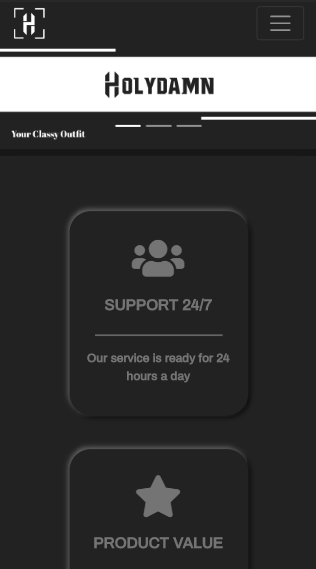 H
HOLYDAMN
Your Classy Outfit
SUPPORT 24/7
Our service is ready for 24
hours a day
PRODUCT VALUE